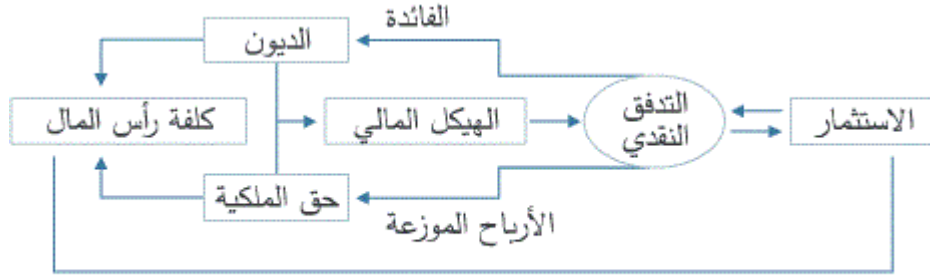 الفائدة
الديون
كلفة رأس المال
الهيكل المالي
التدفق
النقدي
الاستثمار
حق الملكية
الأرباح الموزعة